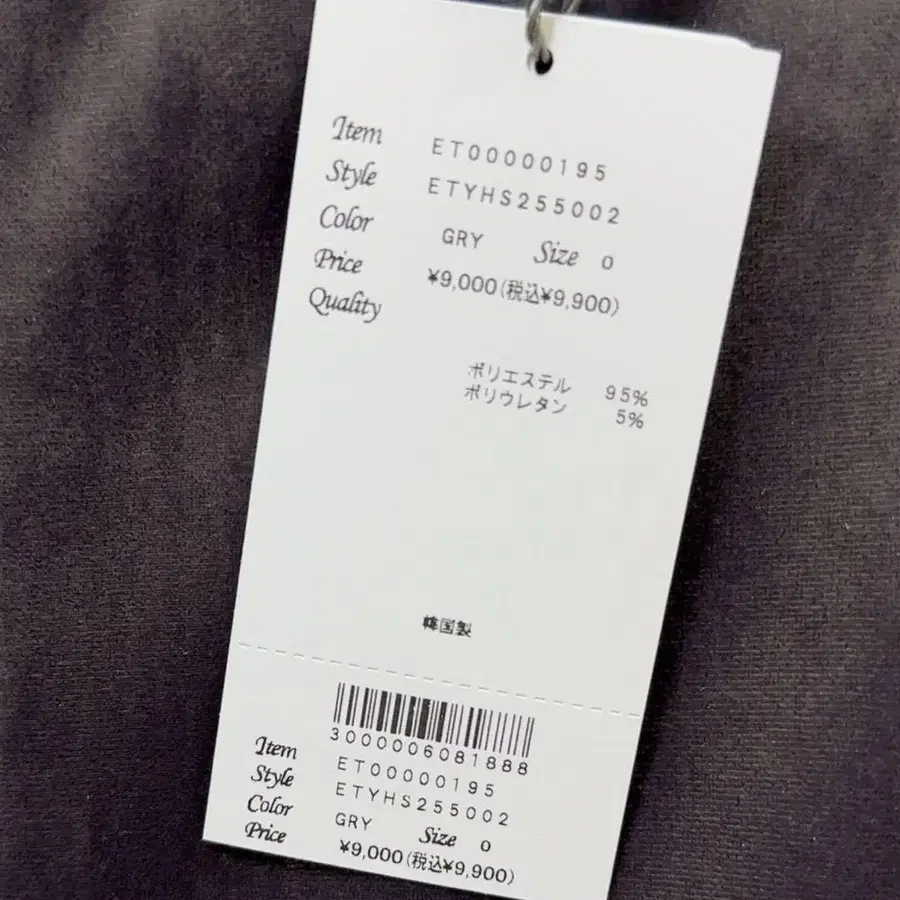 Item ET00000195
Style ETYHS255002
Color GRY Size 0
Price ¥9,000(税込¥9,900)
Quality
ポリエステル 95%
ポリウレタン 5%
韓国製
3000006081888
Item ET00000195
Style ETYHS255002
Color GRY Size 0
Price ¥9,000(税込¥9,900)